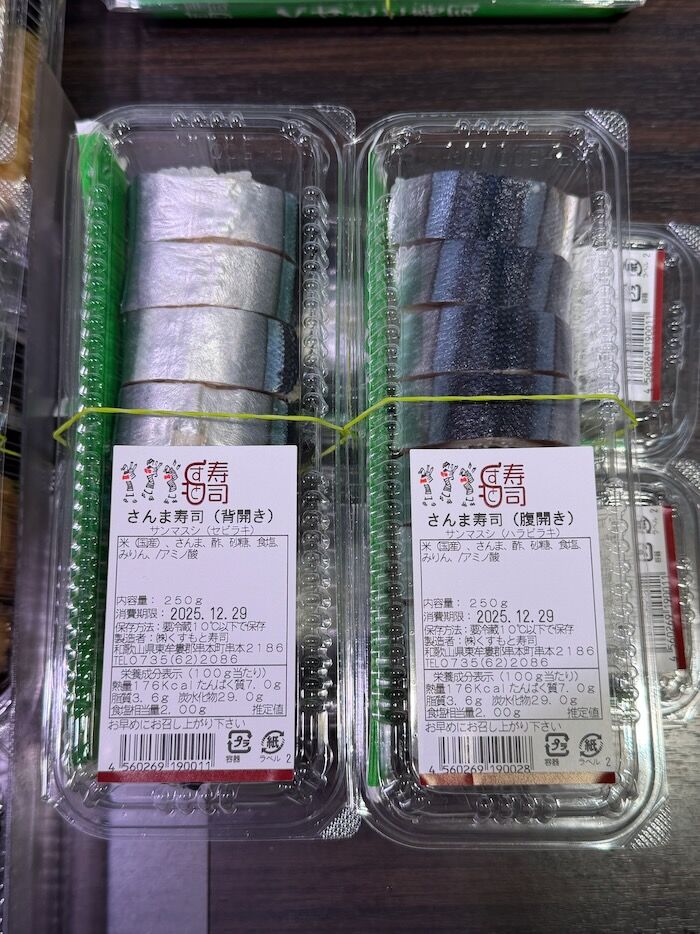 寿司
さんま寿司（背開き）
サンマスシ（セビラキ）
米（国産）、さんま、酢、砂糖、食塩、
みりん、/アミノ酸
内容量： 250g
消費期限：2025.12.29
保存方法：要冷蔵10℃以下で保存
製造者：㈱くすもと寿司
和歌山県東牟婁郡串本町串本2186
TEL0735(62)2086
栄養成分表示（100g当たり）
熱量176Kcal たんぱく質7.0g
脂質3.6g 炭水化物29.0g
食塩相当量2.00g 推定値
お早めにお召し上がり下さい
4 560269 190011
プラ
容器
紙
ラベル 2
寿司
さんま寿司（腹開き）
サンマスシ（ハラビラキ）
米（国産）、さんま、酢、砂糖、食塩、
みりん、/アミノ酸
内容量： 250g
消費期限：2025.12.29
保存方法：要冷蔵10℃以下で保存
製造者：㈱くすもと寿司
和歌山県東牟婁郡串本町串本2186
TEL0735(62)2086
栄養成分表示（100g当たり）
熱量176Kcal たんぱく質7.0g
脂質3.6g 炭水化物29.0g
食塩相当量2.00g 推定値
お早めにお召し上がり下さい
4 560269 190028
プラ
容器
紙
ラベル 2
容器
ラベル 2
4 560269 190011